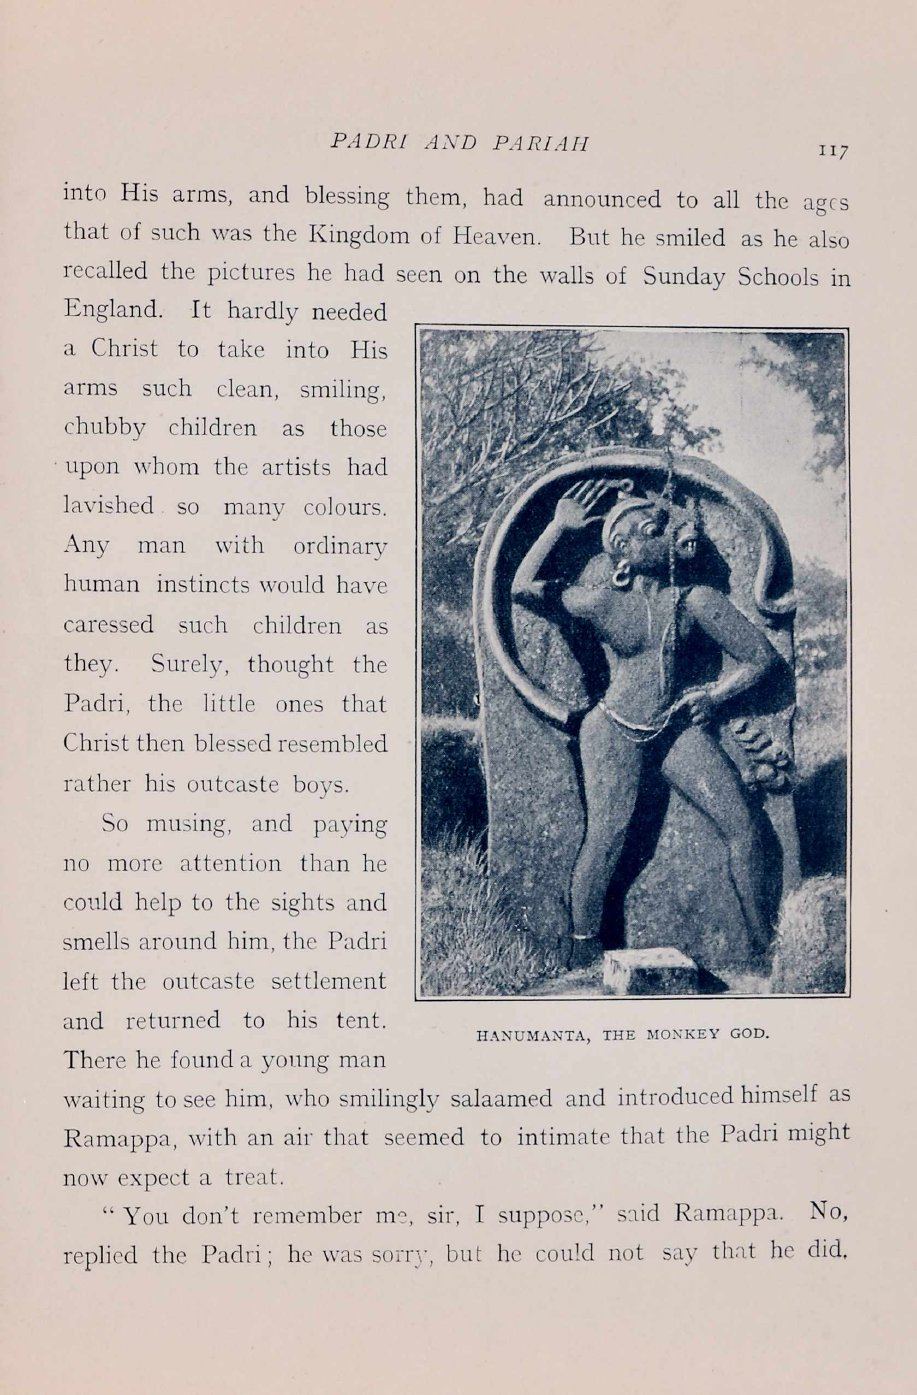 PADRI AND PARIAH
117
into His arms, and blessing them, had announced to all the ages
that of such was the Kingdom of Heaven. But he smiled as he also
recalled the pictures he had seen on the walls of Sunday Schools in
England. It hardly needed
a Christ to take into His
arms such clean, smiling,
chubby children as those
upon whom the artists had
lavished so many colours.
Any man with ordinary
human instincts would have
caressed such children as
they. Surely, thought the
Padri, the little ones that
Christ then blessed resembled
rather his outcaste boys.
So musing, and paying
no more attention than he
could help to the sights and
smells around him, the Padri
left the outcaste settlement
and returned to his tent.
There he found a young man
HANUMANTA, THE MONKEY GOD.
waiting to see him, who smilingly salaamed and introduced himself as
Ramappa, with an air that seemed to intimate that the Padri might
now expect a treat.
“ You don’t remember me, sir, I suppose,” said Ramappa. No,
replied the Padri ; he was sorry, but he could not say that he did.